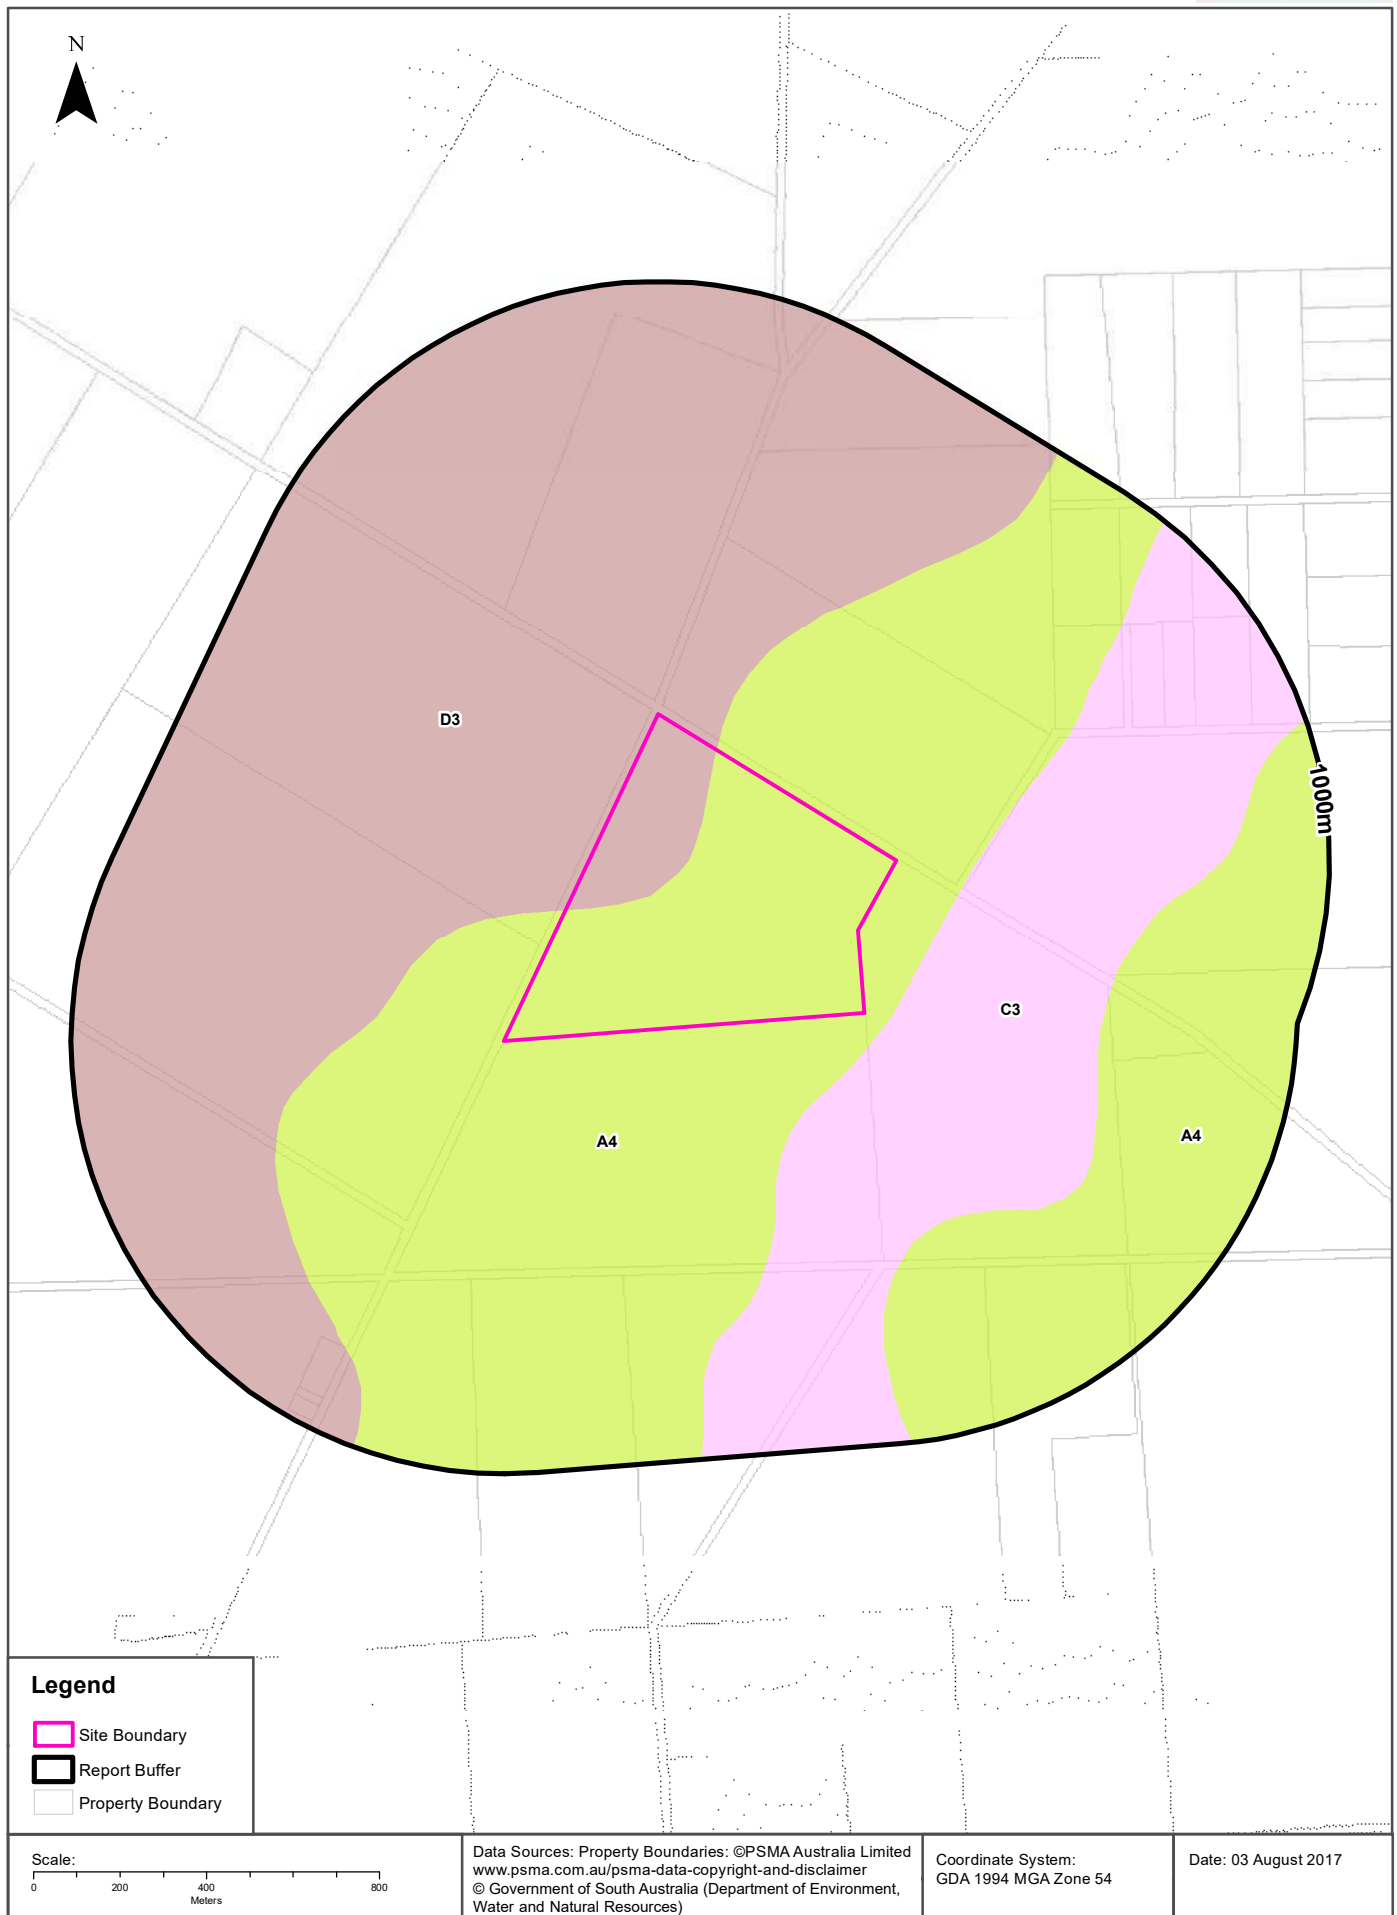 N
D3
1000m
C3
A4
A4
Legend
Site Boundary
Report Buffer
Property Boundary
Scale:
0 200 400 800
Meters
Data Sources: Property Boundaries: ©PSMA Australia Limited
www.psma.com.au/psma-data-copyright-and-disclaimer
© Government of South Australia (Department of Environment,
Water and Natural Resources)
Coordinate System:
GDA 1994 MGA Zone 54
Date: 03 August 2017